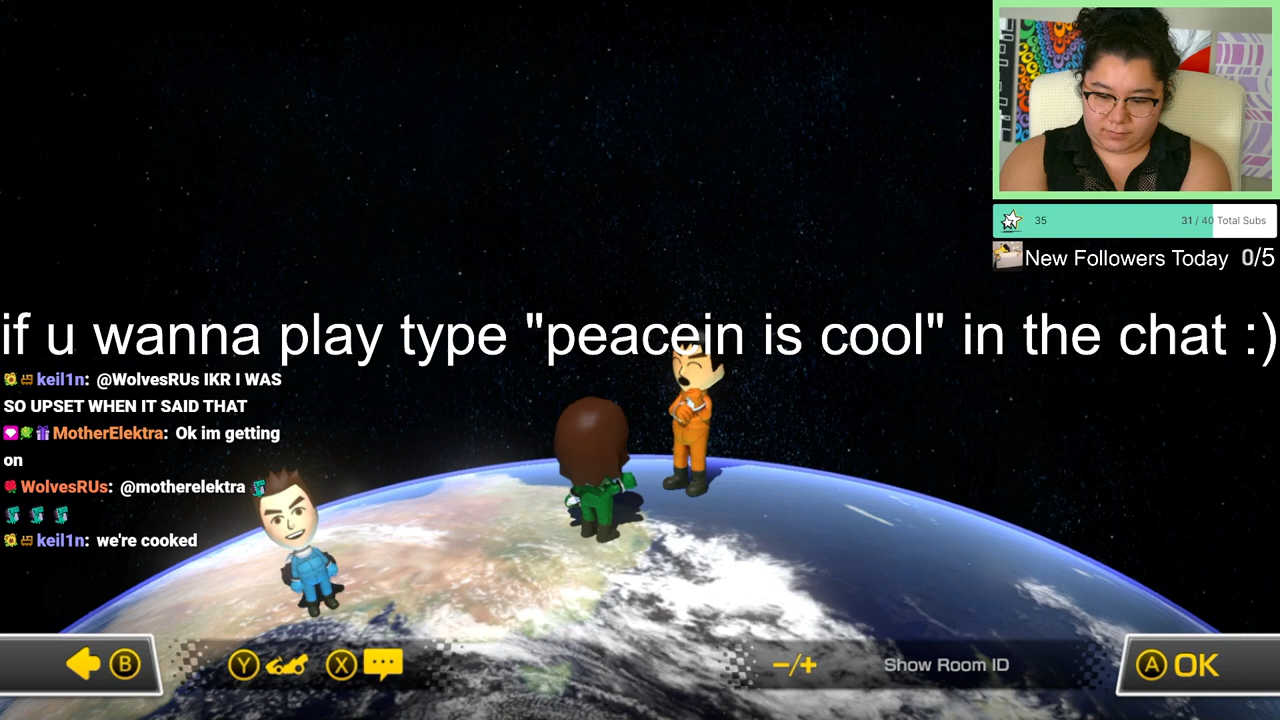 35
31 / 40 Total Subs
New Followers Today 0/5
if u wanna play type "peacein is cool" in the chat :)
keil1n: @WolvesRUs IKR I WAS
SO UPSET WHEN IT SAID THAT
MotherElektra: Ok im getting
on
WolvesRUs: @motherelektra
keil1n: we're cooked
B
Y
X
−/+
Show Room ID
A OK